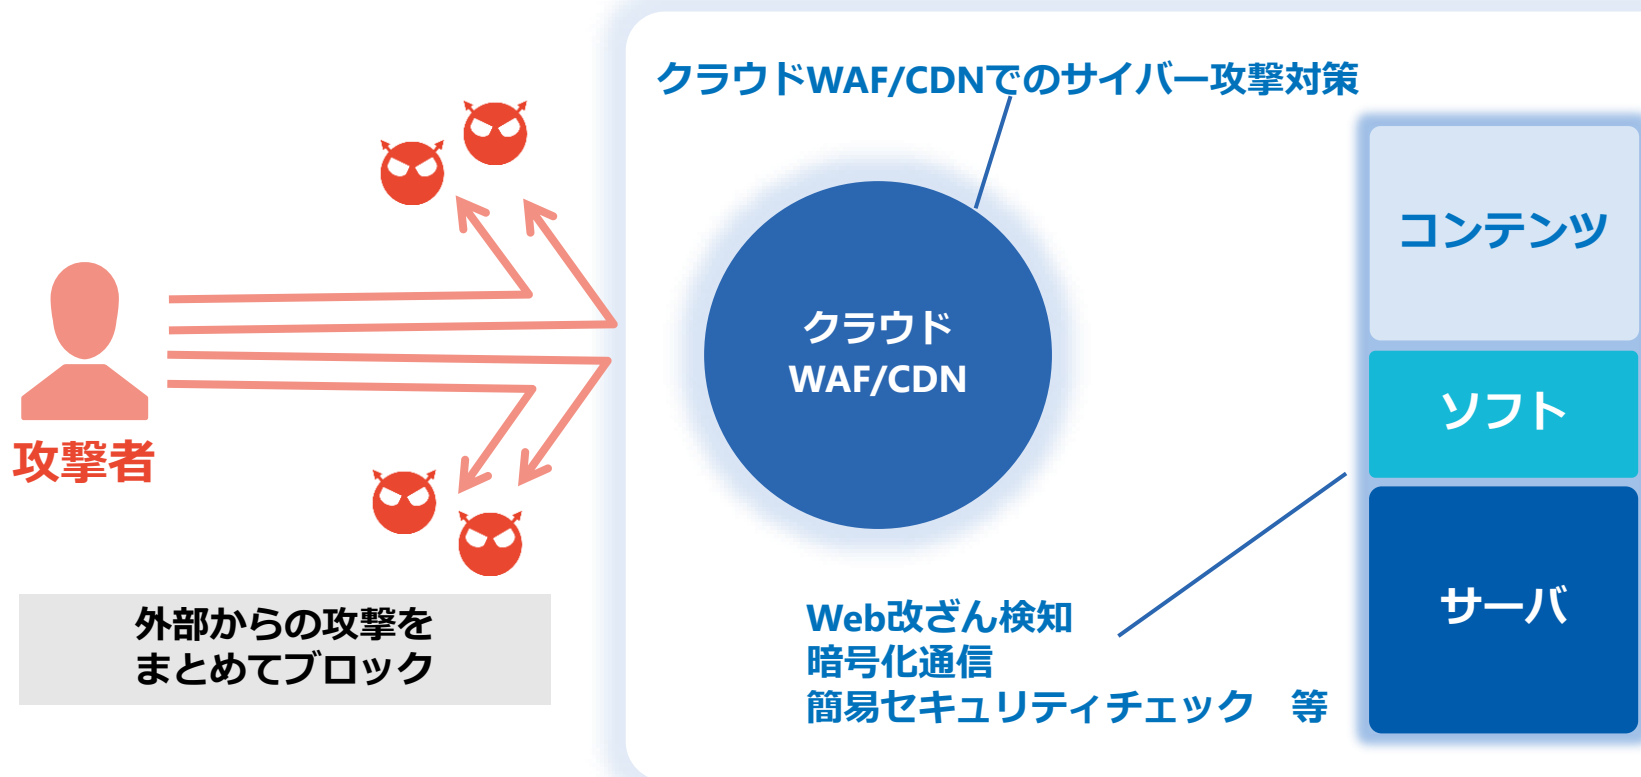 クラウドWAF/CDNでのサイバー攻撃対策
コンテンツ
クラウド
WAF/CDN
ソフト
攻撃者
サーバ
外部からの攻撃を
まとめてブロック
Web改ざん検知
暗号化通信
簡易セキュリティチェック　等